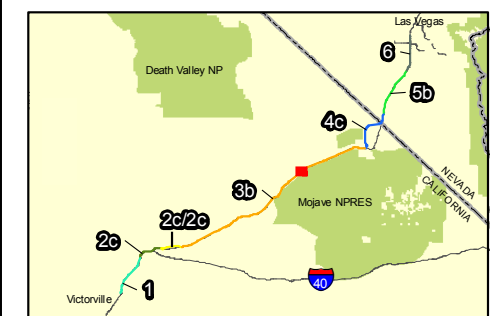 Las Vegas
6
Death Valley NP
5b
4c
NEVADA
CALIFORNIA
3b
Mojave NPRES
2c/2c
2c
40
1
Victorville